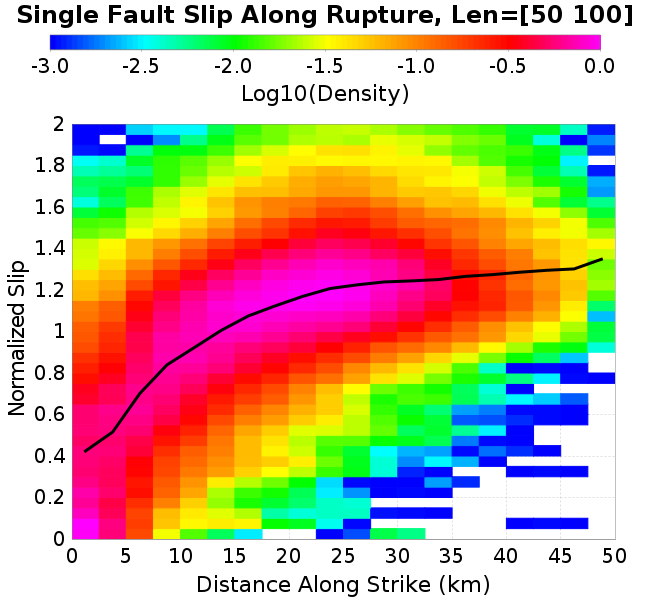 Single Fault Slip Along Rupture, Len=[50 100]
-3.0 -2.5 -2.0 -1.5 -1.0 -0.5 0.0
Log10(Density)
2
1.8
1.6
1.4
1.2
1
0.8
0.6
0.4
0.2
0
Normalized Slip
0 5 10 15 20 25 30 35 40 45 50
Distance Along Strike (km)